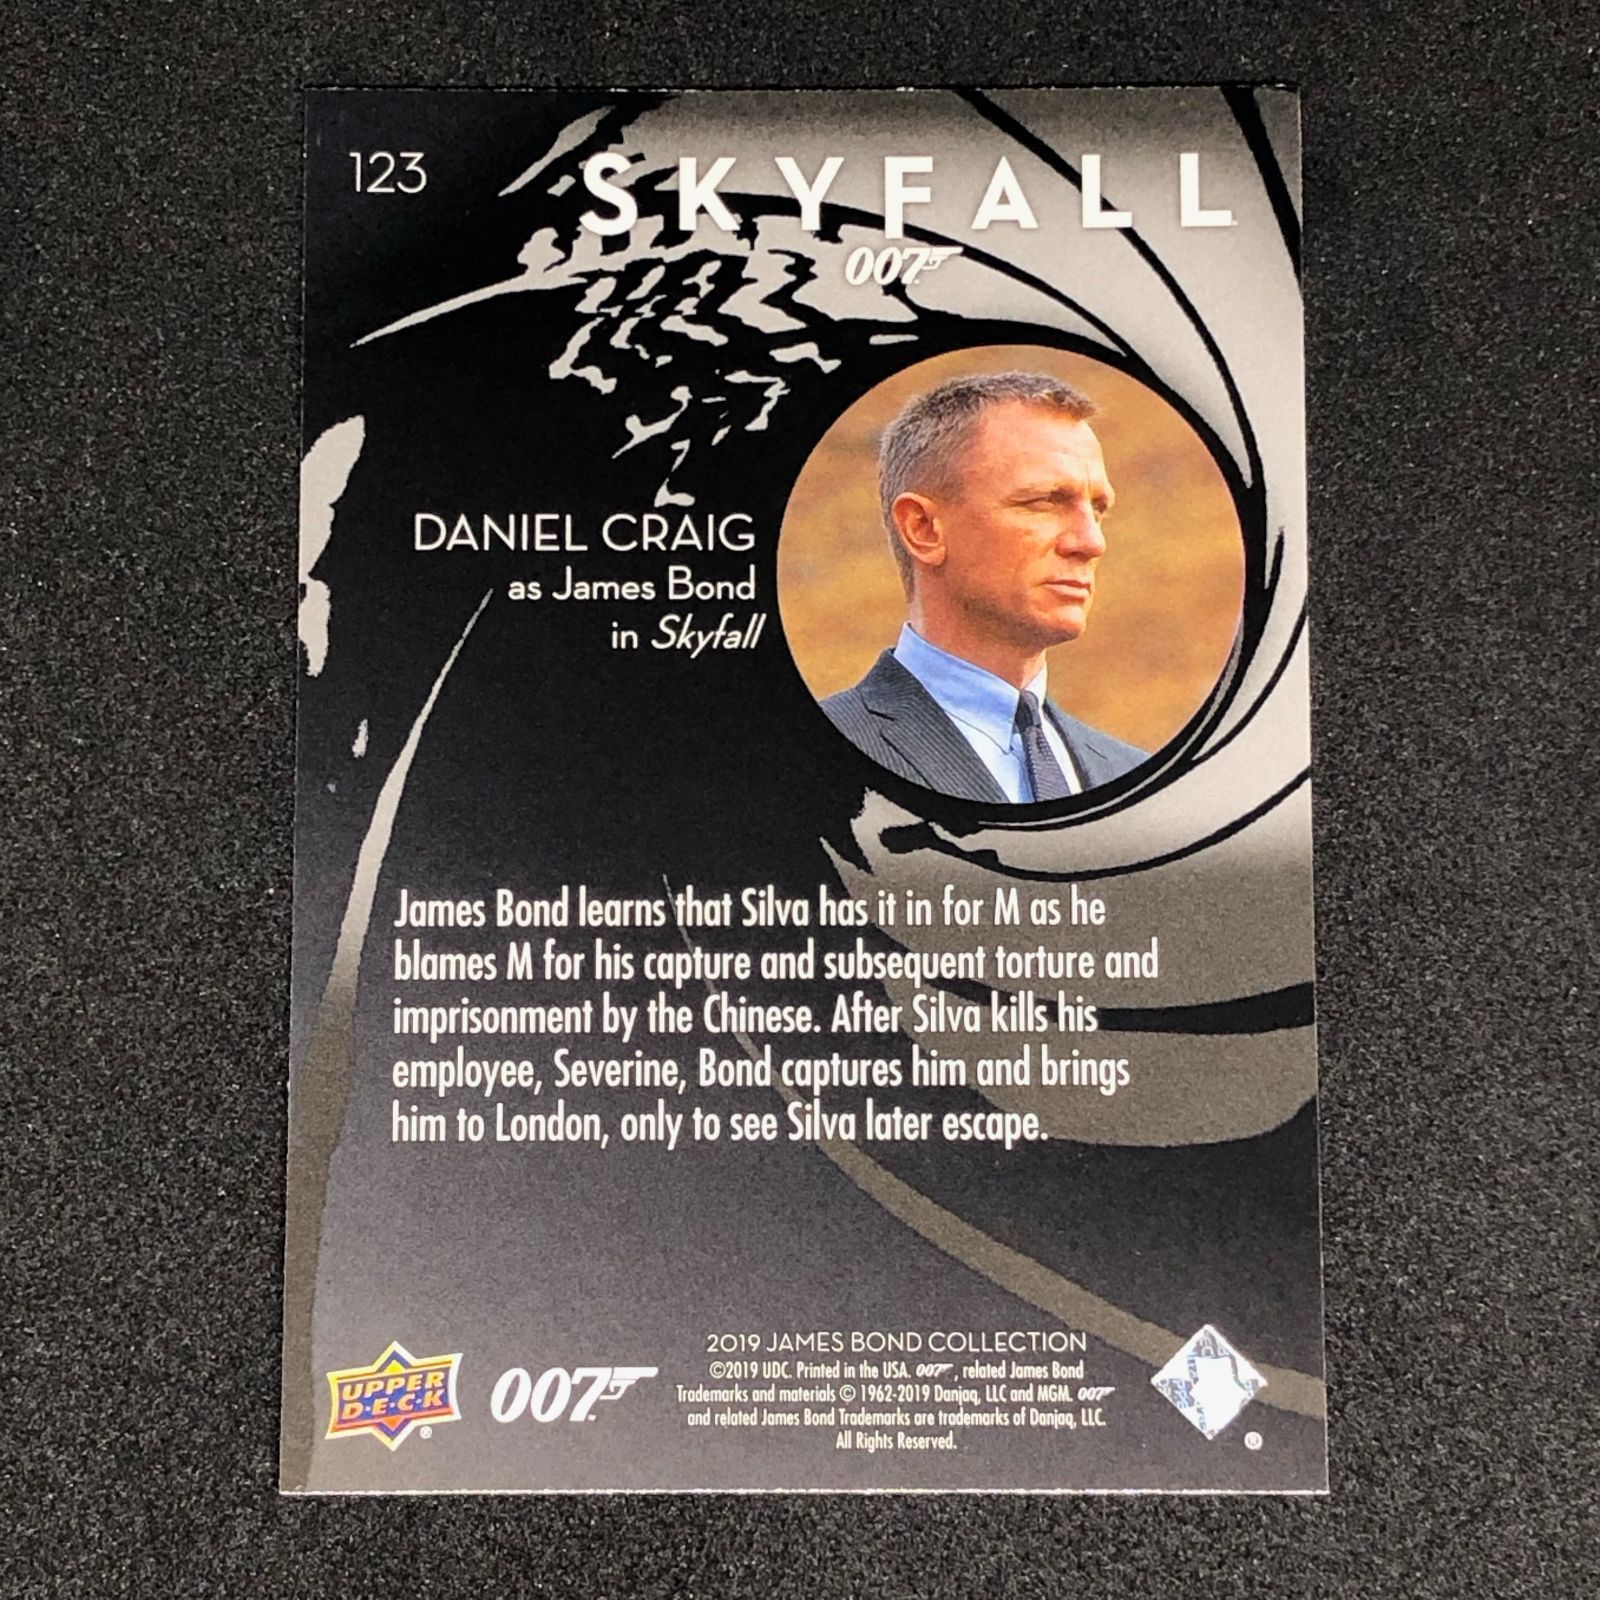 123
SKYFALL
007
DANIEL CRAIG
as James Bond
in Skyfall
James Bond learns that Silva has it in for M as he
blames M for his capture and subsequent torture and
imprisonment by the Chinese. After Silva kills his
employee, Severine, Bond captures him and brings
him to London, only to see Silva later escape.
UPPER
D·E·C·K
®
007
2019 JAMES BOND COLLECTION
©2019 UDC. Printed in the USA. 007, related James Bond
Trademarks and materials © 1962-2019 Danjaq, LLC and MGM. 007
and related James Bond Trademarks are trademarks of Danjaq, LLC.
All Rights Reserved.
®